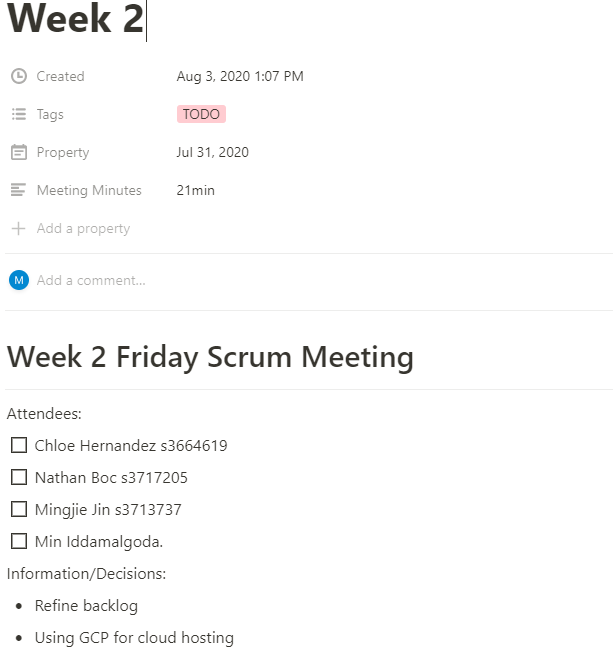 Week 2
Created Aug 3, 2020 1:07 PM
Tags TODO
Property Jul 31, 2020
Meeting Minutes 21min
Add a property
M Add a comment...
Week 2 Friday Scrum Meeting
Attendees:
Chloe Hernandez s3664619
Nathan Boc s3717205
Mingjie Jin s3713737
Min Iddamalgoda.
Information/Decisions:
• Refine backlog
• Using GCP for cloud hosting